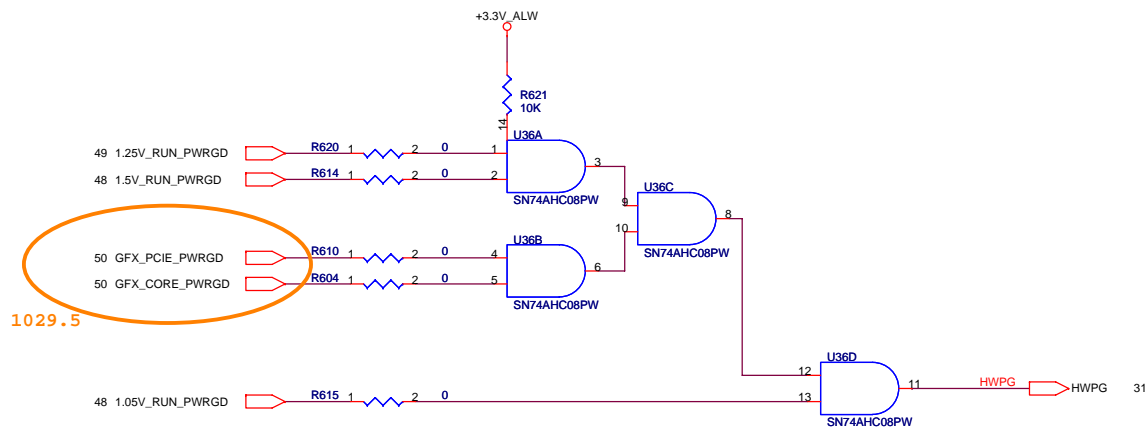 +3.3V_ALW
R621
10K
14
U36A
49 1.25V_RUN_PWRGD R620 1 2 0 1
3
48 1.5V_RUN_PWRGD R614 1 2 0 2
SN74AHC08PW
U36C
9
8
10
SN74AHC08PW
U36B
50 GFX_PCIE_PWRGD R610 1 2 0 4
6
50 GFX_CORE_PWRGD R604 1 2 0 5
SN74AHC08PW
1029.5
U36D
12
11 HWPG HWPG 31
48 1.05V_RUN_PWRGD R615 1 2 0 13
SN74AHC08PW